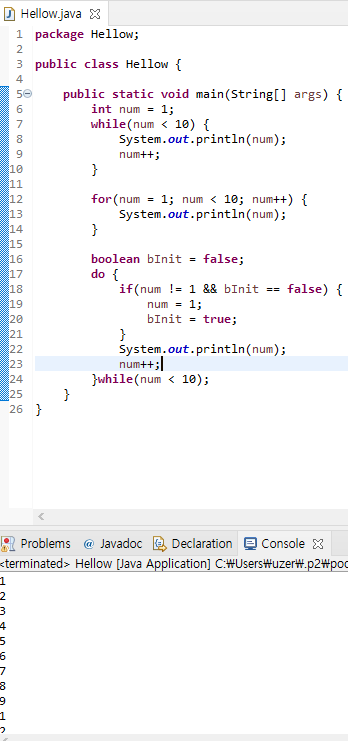 Hellow.java
1 package Hellow;
2
3 public class Hellow {
4
5 public static void main(String[] args) {
6 int num = 1;
7 while(num < 10) {
8 System.out.println(num);
9 num++;
10 }
11
12 for(num = 1; num < 10; num++) {
13 System.out.println(num);
14 }
15
16 boolean bInit = false;
17 do {
18 if(num != 1 && bInit == false) {
19 num = 1;
20 bInit = true;
21 }
22 System.out.println(num);
23 num++;
24 }while(num < 10);
25 }
26 }
Problems @ Javadoc Declaration Console
<terminated> Hellow [Java Application] C:₩Users₩uzer₩.p2₩poo
1
2
3
4
5
6
7
8
9
1
2